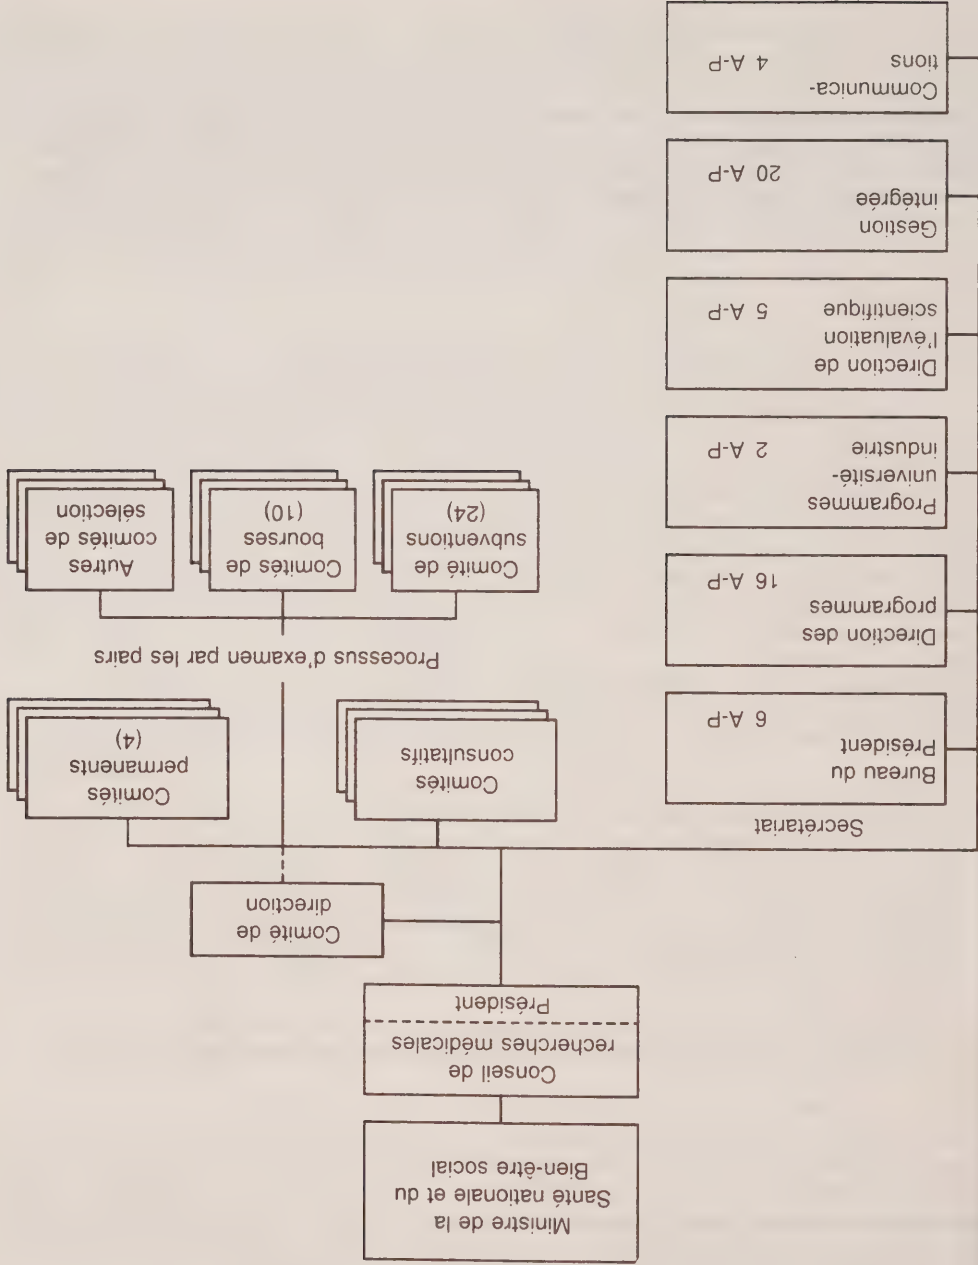 Ministre de la
Santé nationale et du
Bien-être social
Conseil de
recherches médicales
Président
Comité de
direction
Secrétariat
Bureau du
Président
6 A-P
Direction des
programmes
16 A-P
Programmes
université-
industrie 2 A-P
Direction de
l'évaluation
scientifique 5 A-P
Gestion
intégrée
20 A-P
Communica-
tions
4 A-P
Comités
consultatifs
Comités
permanents
(4)
Processus d'examen par les pairs
Comité de
subventions
(24)
Comités de
bourses
(10)
Autres
comités de
sélection